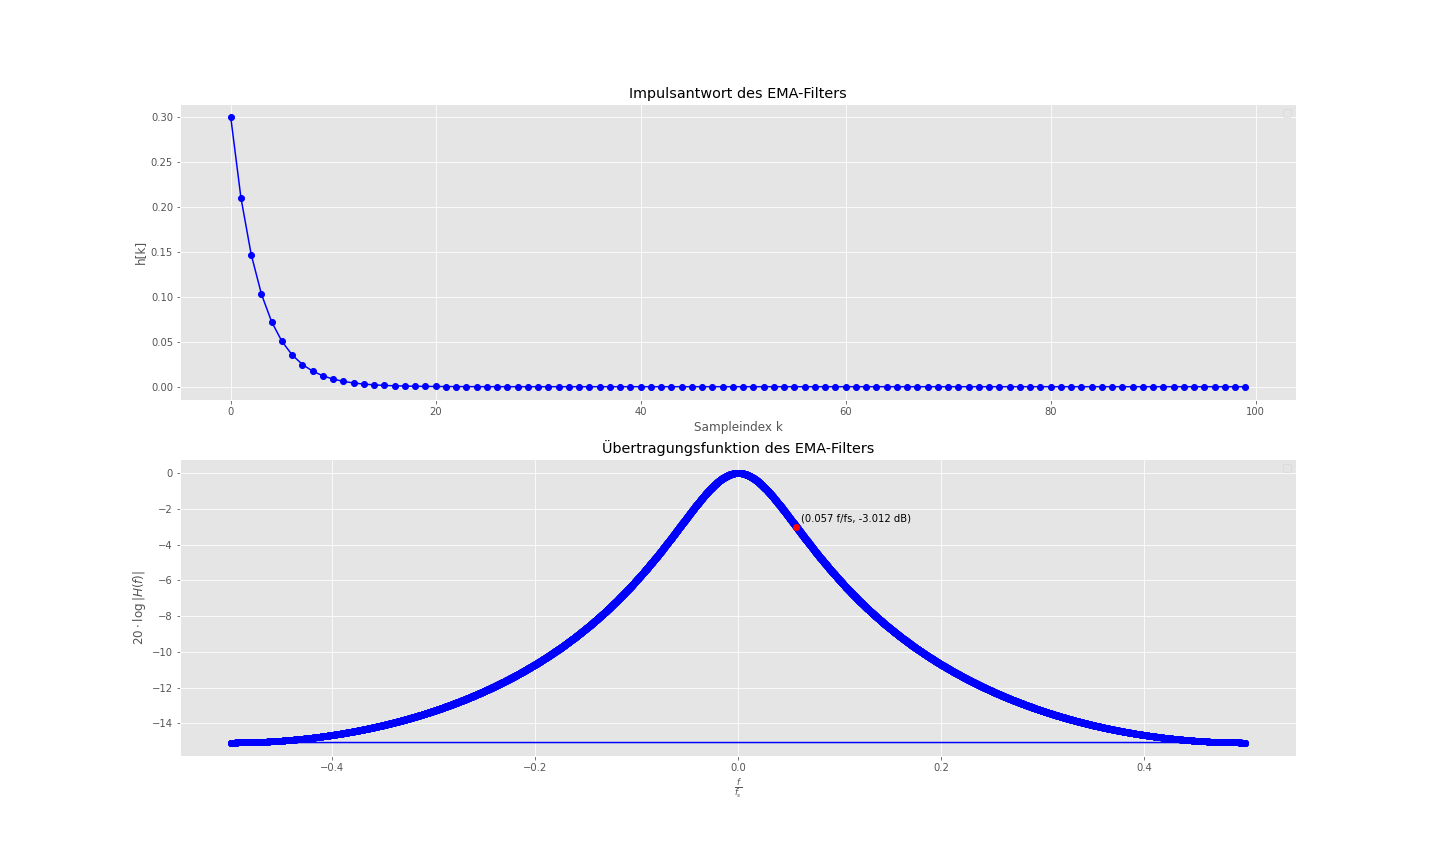 Impulsantwort des EMA-Filters
0.30
0.25
0.20
0.15
0.10
0.05
0.00
h[k]
0 20 40 60 80 100
Sampleindex k
Übertragungsfunktion des EMA-Filters
0
−2
−4
−6
−8
−10
−12
−14
20 · log |H(f)|
(0.057 f/fs, -3.012 dB)
−0.4 −0.2 0.0 0.2 0.4
f
fs